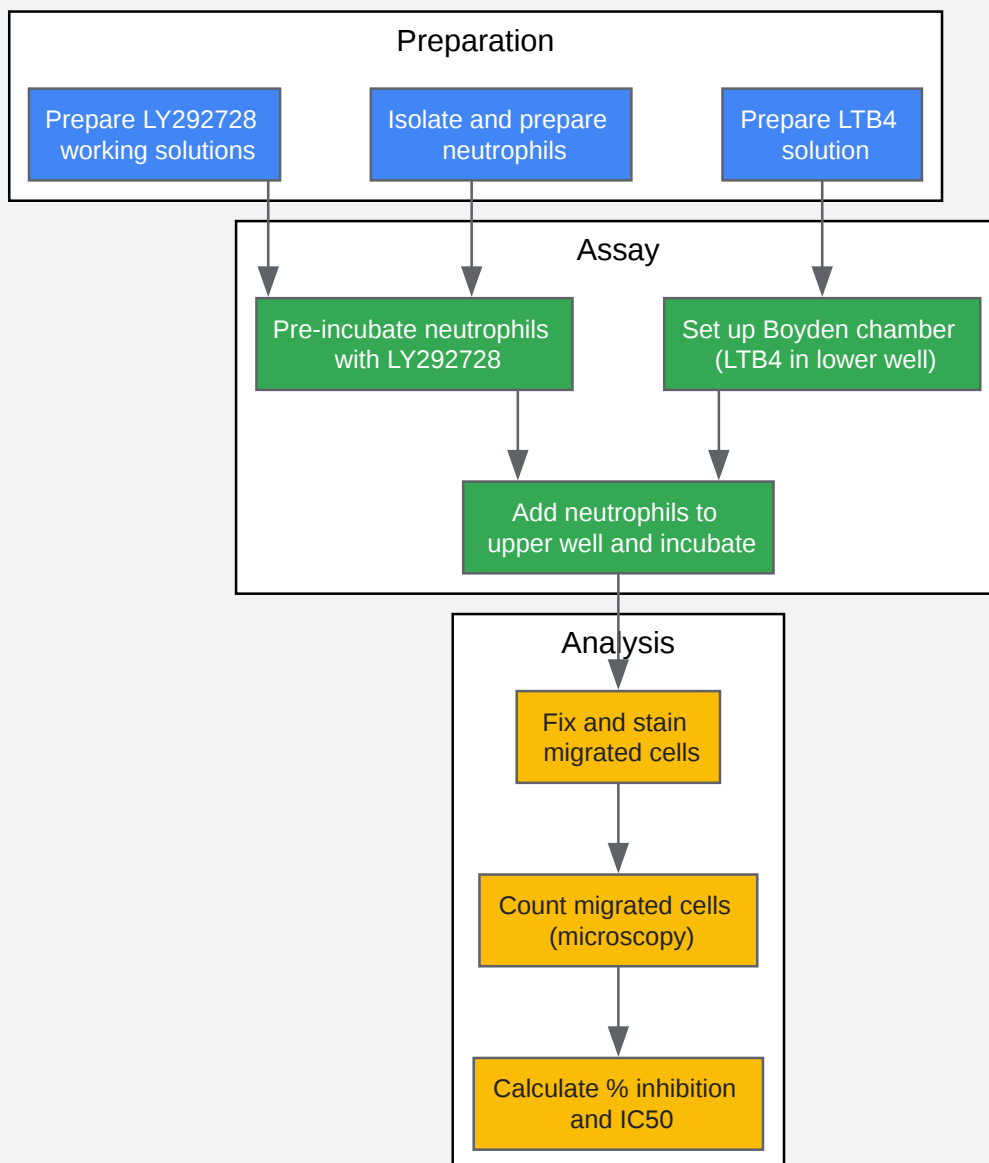 Preparation
Prepare LY292728
working solutions
Isolate and prepare
neutrophils
Prepare LTB4
solution
Assay
Pre-incubate neutrophils
with LY292728
Set up Boyden chamber
(LTB4 in lower well)
Add neutrophils to
upper well and incubate
Analysis
Fix and stain
migrated cells
Count migrated cells
(microscopy)
Calculate % inhibition
and IC50